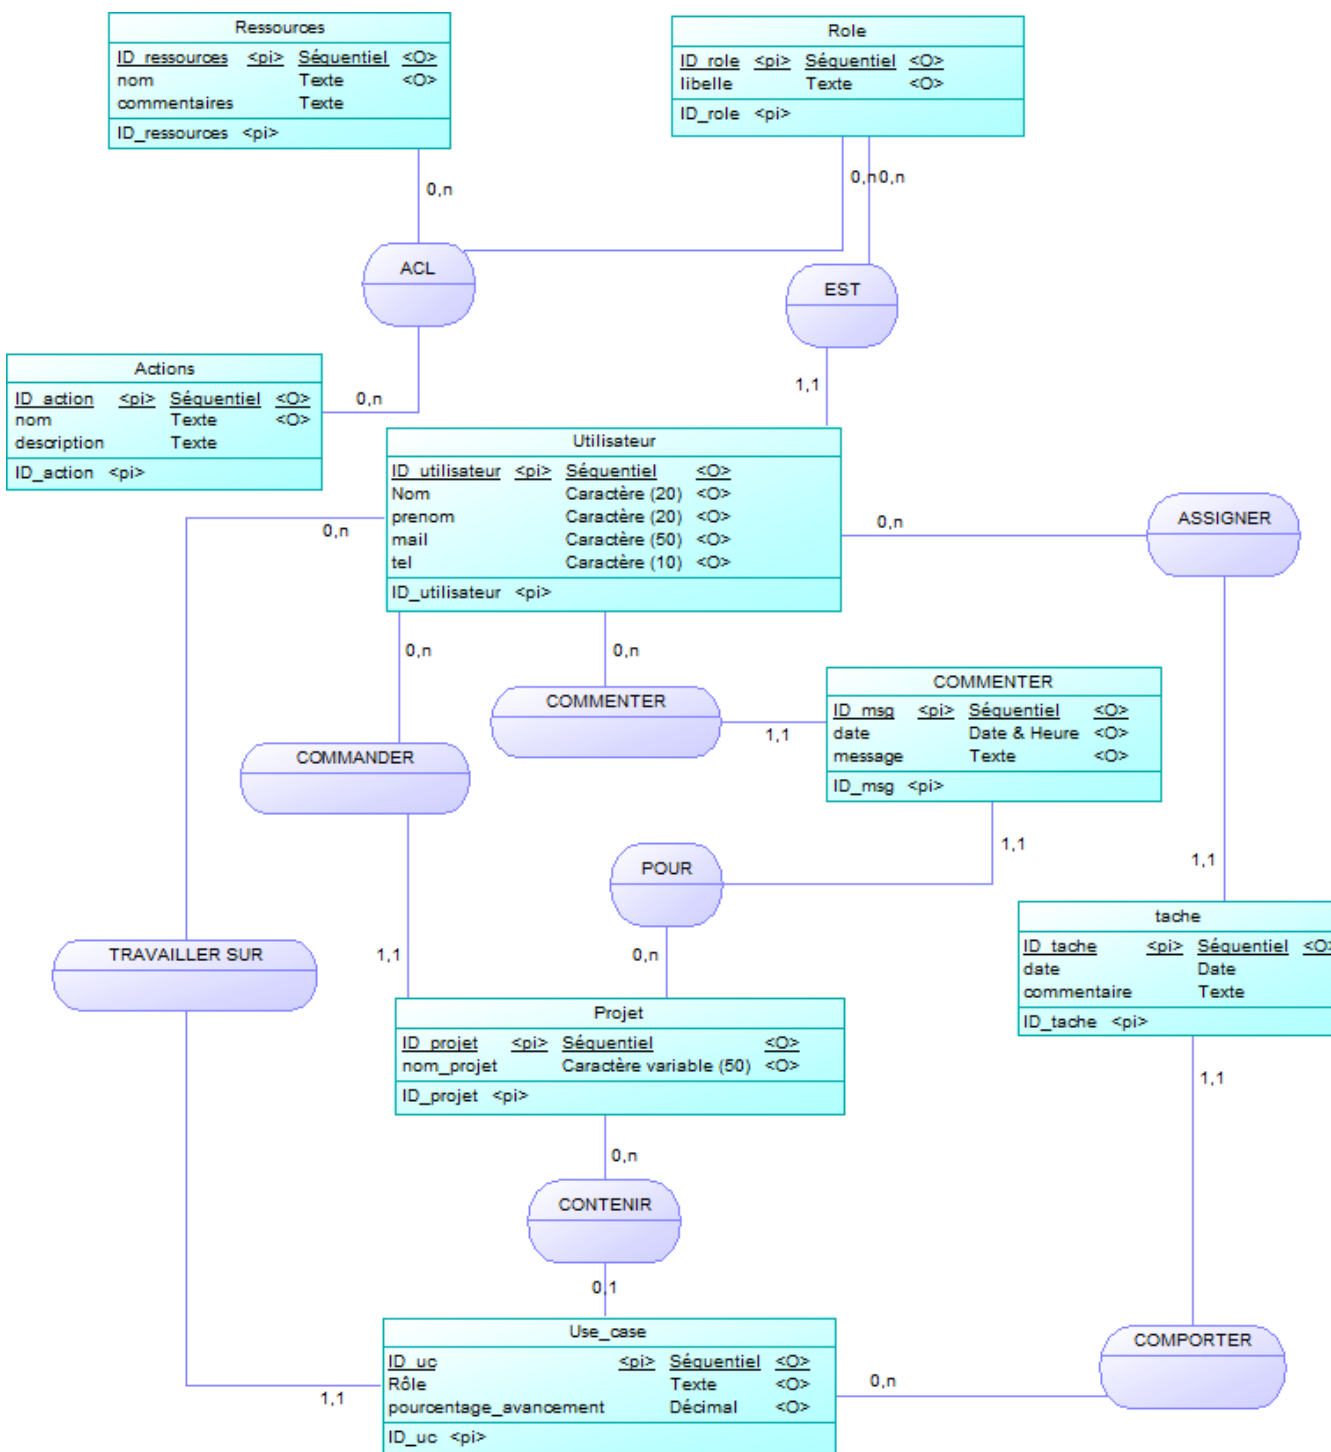 Ressources
ID_ressources <pi> Séquentiel <O>
nom Texte <O>
commentaires Texte
ID_ressources <pi>
Role
ID_role <pi> Séquentiel <O>
libelle Texte <O>
ID_role <pi>
0,n
0,n
0,n
ACL
EST
1,1
Actions
ID_action <pi> Séquentiel <O>
nom Texte <O>
description Texte
ID_action <pi>
0,n
Utilisateur
ID_utilisateur <pi> Séquentiel <O>
Nom Caractère (20) <O>
prenom Caractère (20) <O>
mail Caractère (50) <O>
tel Caractère (10) <O>
ID_utilisateur <pi>
0,n
0,n
ASSIGNER
0,n
0,n
COMMENTER
1,1
COMMENTER
ID_msg <pi> Séquentiel <O>
date Date & Heure <O>
message Texte <O>
ID_msg <pi>
COMMANDER
1,1
1,1
POUR
0,n
tache
ID_tache <pi> Séquentiel <O>
date Date
commentaire Texte
ID_tache <pi>
TRAVAILLER SUR
1,1
Projet
ID_projet <pi> Séquentiel <O>
nom_projet Caractère variable (50) <O>
ID_projet <pi>
1,1
0,n
CONTENIR
0,1
Use_case
ID_uc <pi> Séquentiel <O>
Rôle Texte <O>
pourcentage_avancement Décimal <O>
ID_uc <pi>
1,1
0,n
COMPORTER